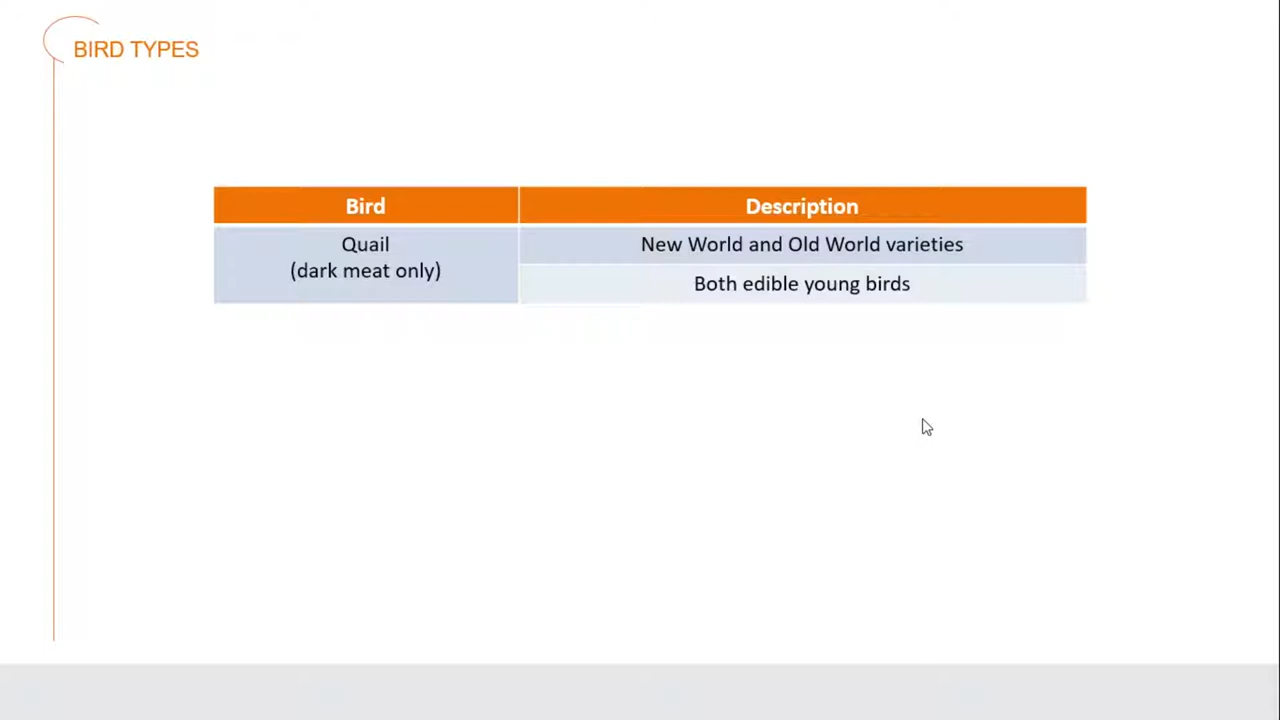 BIRD TYPES
Bird
Description
Quail
(dark meat only)
New World and Old World varieties
Both edible young birds